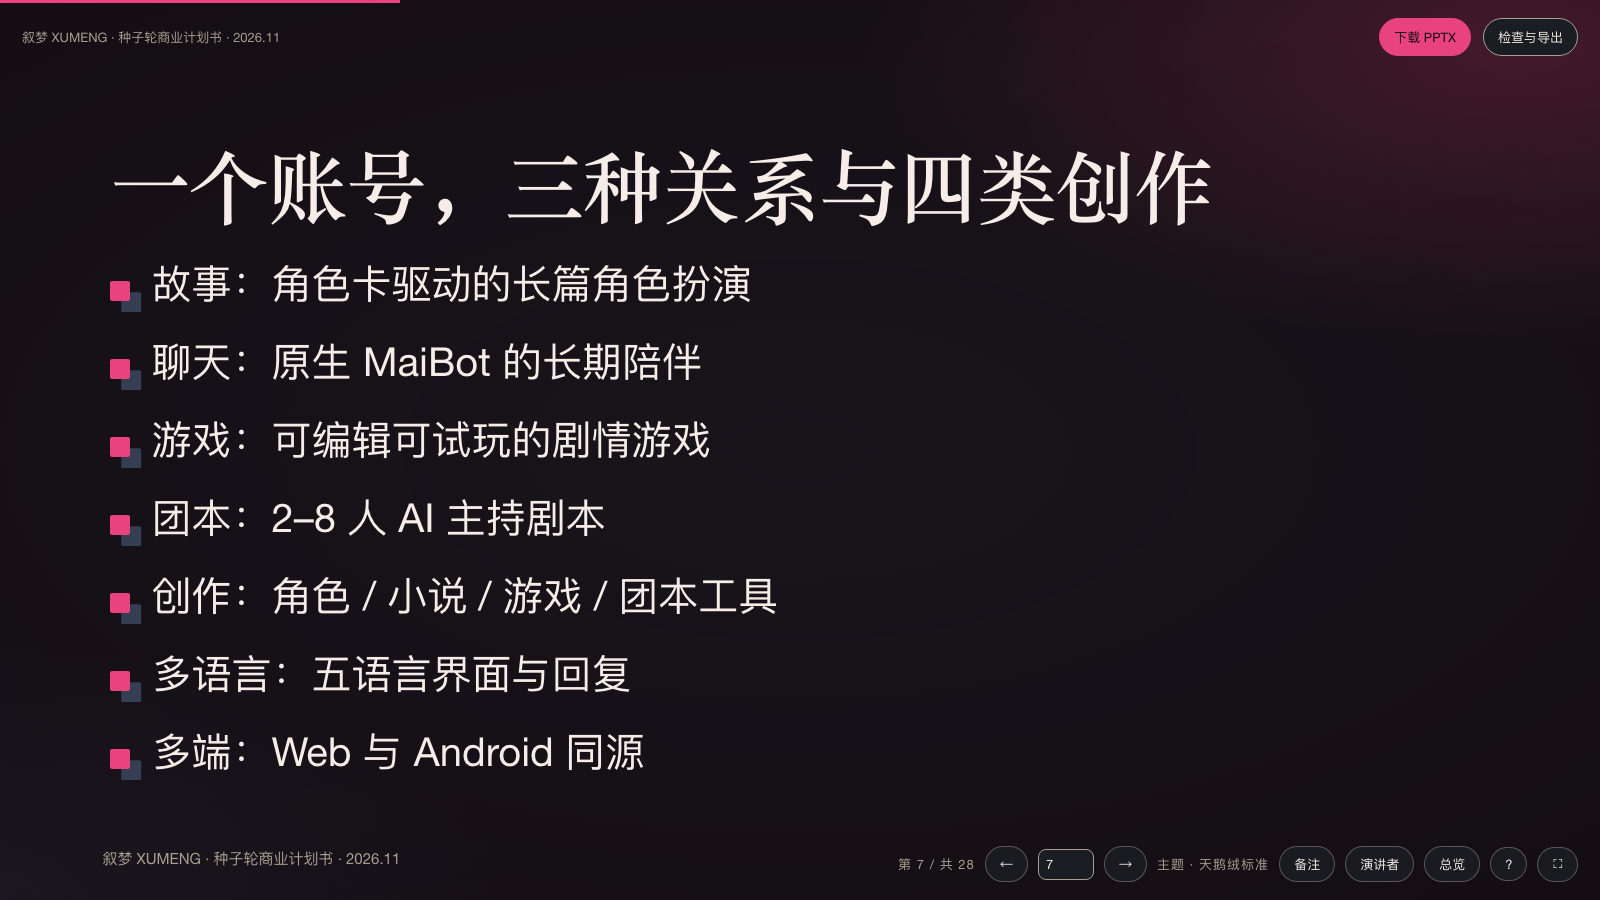 叙梦 XUMENG · 种子轮商业计划书 · 2026.11
下载 PPTX
检查与导出
一个账号，三种关系与四类创作
故事：角色卡驱动的长篇角色扮演
聊天：原生 MaiBot 的长期陪伴
游戏：可编辑可试玩的剧情游戏
团本：2–8 人 AI 主持剧本
创作：角色 / 小说 / 游戏 / 团本工具
多语言：五语言界面与回复
多端：Web 与 Android 同源
叙梦 XUMENG · 种子轮商业计划书 · 2026.11
第 7 / 共 28
←
7
→
主题 · 天鹅绒标准
备注
演讲者
总览
?